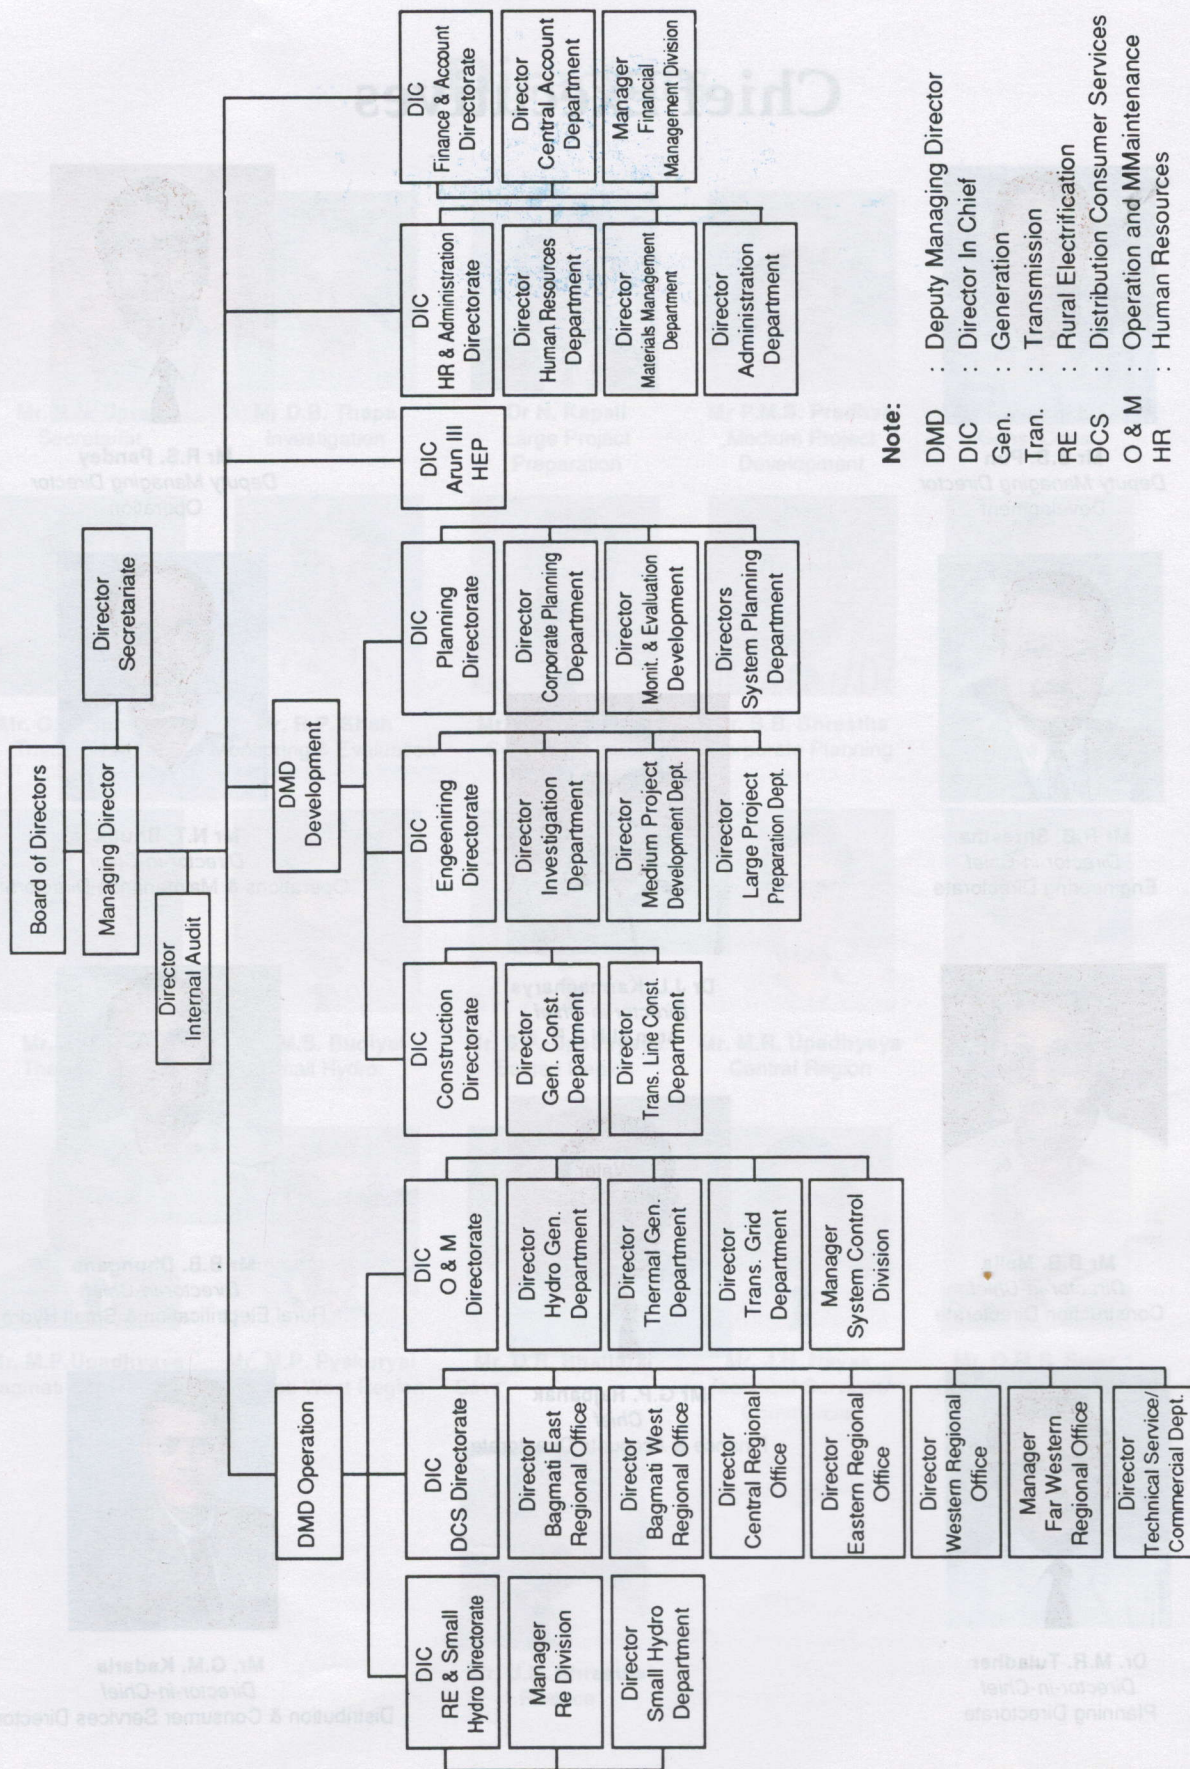 Board of Directors
Managing Director
Director
Secretariate
Director
Internal Audit
DMD Operation
DMD
Development
DIC
RE & Small
Hydro Directorate
Manager
Re Division
Director
Small Hydro
Department
DIC
DCS Directorate
Director
Bagmati East
Regional Office.
Director
Bagmati West
Regional Office.
Director
Central Regional
Office
Director
Eastern Regional
Office
Director
Western Regional
Office
Manager
Far Western
Regional Office
Director
Technical Service/
Commercial Dept.
DIC
O & M
Directorate
Director
Hydro Gen.
Department
Director
Thermal Gen.
Department
Director
Trans. Grid
Department
Manager
System Control
Division
DIC
Constrction
Directorate
Director
Gen. Const.
Department
Director
Trans. Line Const.
Department
DIC
Engeenering
Directorate
Director
Investigation
Department
Director
Medium Project
Development Dept.
Director
Large Project
Preparation Dept.
DIC
Planning
Directorate
Director
Corporate Planning
Department
Director
Monit. & Evaluation
Development
Directors
System Planning
Department
DIC
Arun III
HEP
DIC
HR & Administration
Directorate
Director
Human Resources
Department
Director
Materials Management
Department
Director
Administration
Department
DIC
Finance & Account
Directorate
Director
Central Account
Department
Manager
Financial
Management Division
Note:
DMD : Deputy Managing Director
DIC : Director In Chief
Gen. : Generation
Tran. : Transmission
RE : Rural Electrification
DCS : Distribution Consumer Services
O & M : Operation and MMaintenance
HR : Human Resources